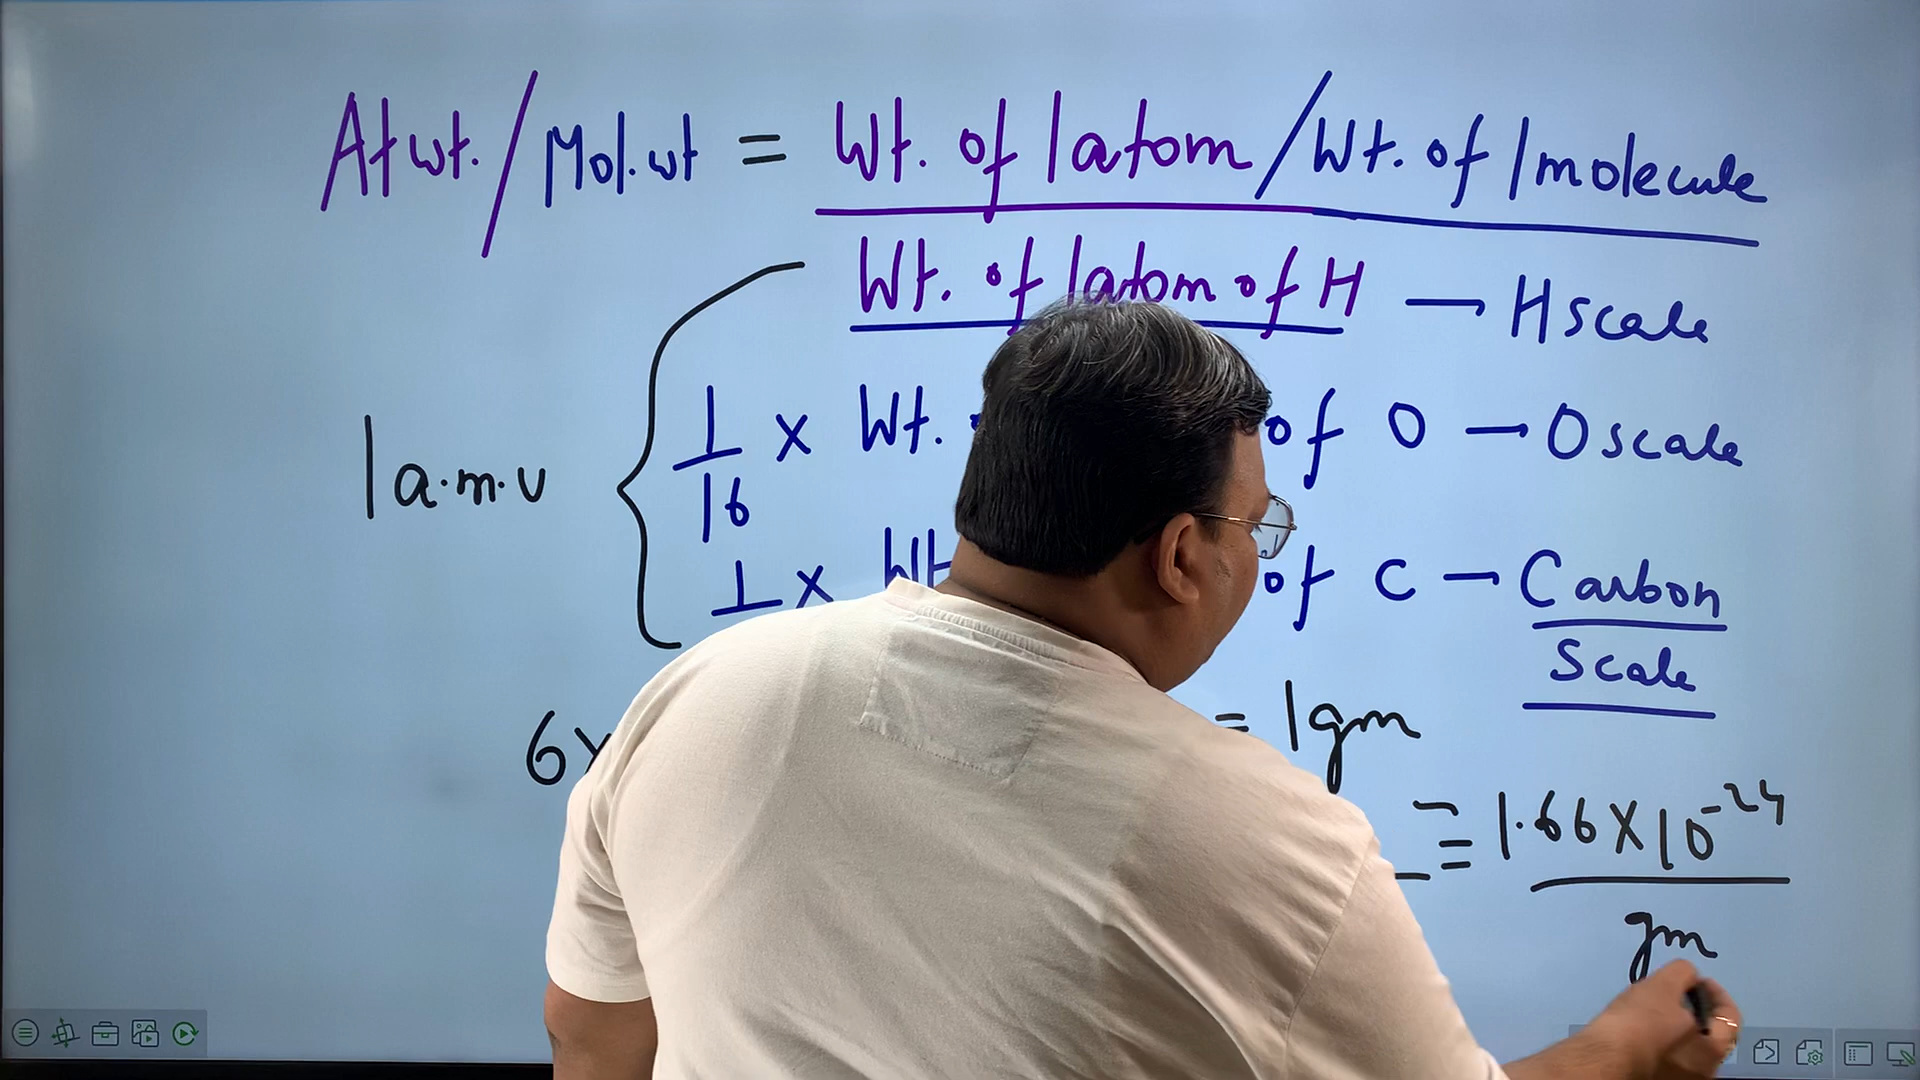 At wt. / Mol. wt = Wt. of 1 atom / Wt. of 1 molecule
Wt. of 1 atom of H — H scale
1 a.m.u
1/16 × Wt. of O — O scale
1 × Wt of C — Carbon
Scale
6× = 1gm
= 1.66 × 10⁻²⁴
gm